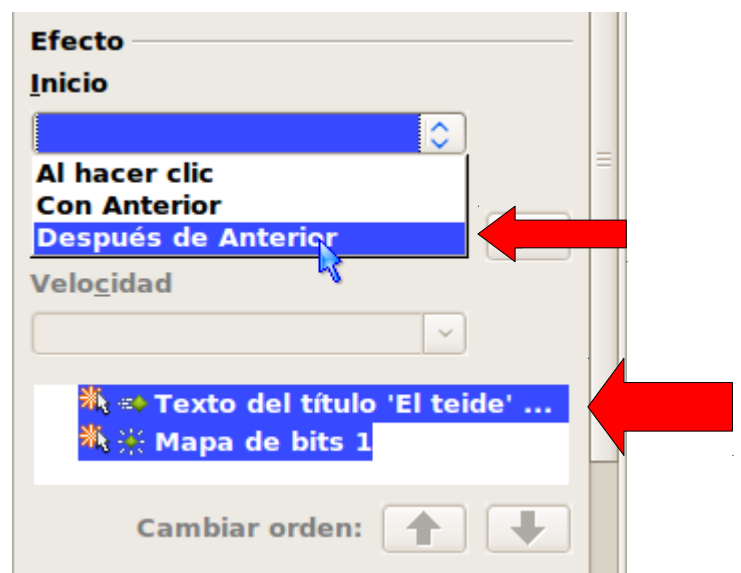 Efecto
Inicio
Al hacer clic
Con Anterior
Después de Anterior
Velocidad
Texto del título 'El teide' ...
Mapa de bits 1
Cambiar orden: